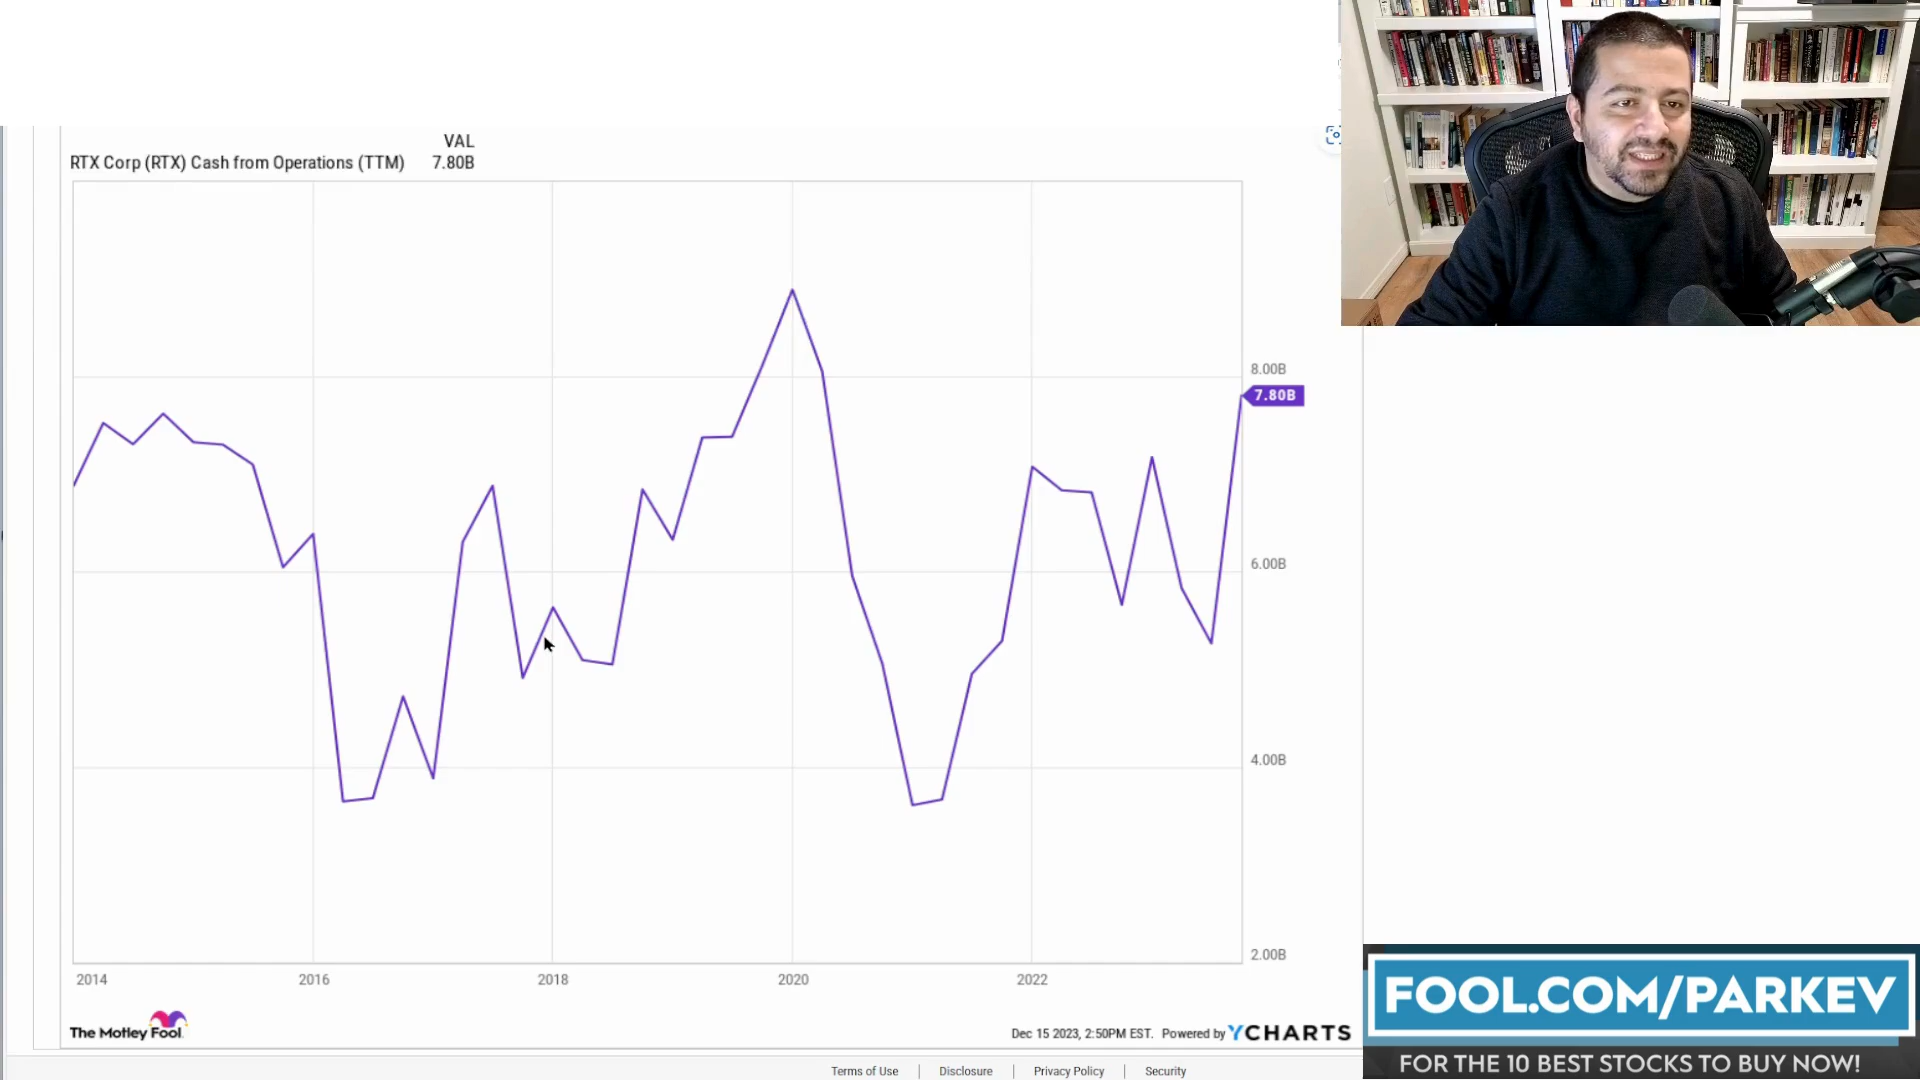 VAL
RTX Corp (RTX) Cash from Operations (TTM) 7.80B
8.00B
7.80B
6.00B
4.00B
2.00B
2014 2016 2018 2020 2022
The Motley Fool.
Dec 15 2023, 2:50PM EST. Powered by YCHARTS
Terms of Use | Disclosure | Privacy Policy | Security
FOOL.COM/PARKEV
FOR THE 10 BEST STOCKS TO BUY NOW!